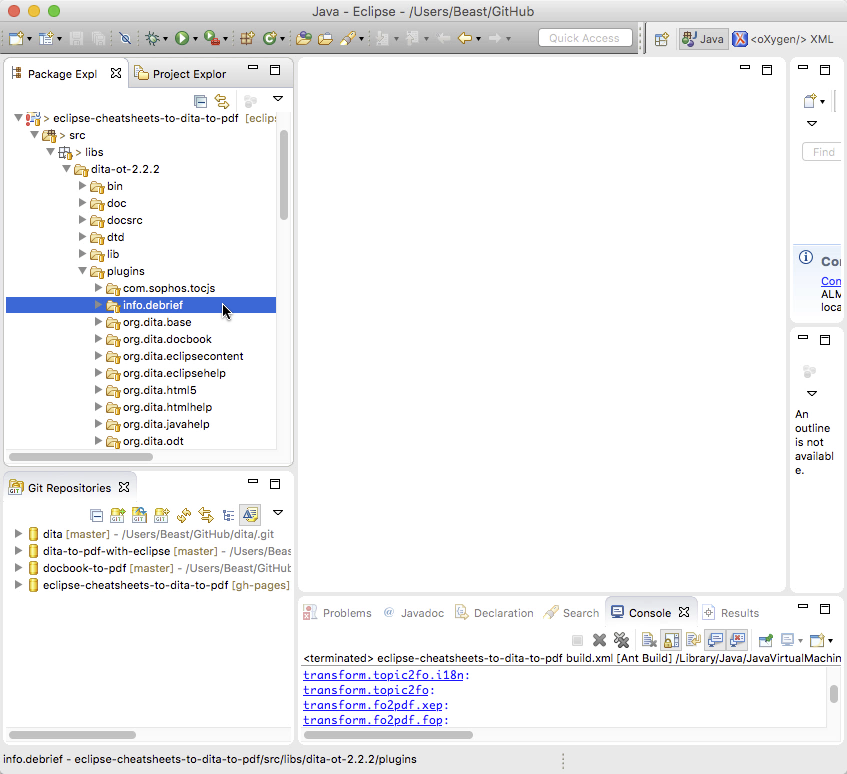 Java - Eclipse - /Users/Beast/GitHub
Quick Access
Java
<oXygen/> XML
Package Expl
Project Explor
> eclipse-cheatsheets-to-dita-to-pdf [eclips
> src
> libs
dita-ot-2.2.2
bin
doc
docsrc
dtd
lib
plugins
com.sophos.tocjs
info.debrief
org.dita.base
org.dita.docbook
org.dita.eclipsecontent
org.dita.eclipsehelp
org.dita.html5
org.dita.htmlhelp
org.dita.javahelp
org.dita.odt
Find
Con
Con
ALM
loca
An
outline
is not
availabl
e.
Git Repositories
dita [master] - /Users/Beast/GitHub/dita/.git
dita-to-pdf-with-eclipse [master] - /Users/Beas
docbook-to-pdf [master] - /Users/Beast/GitHub
eclipse-cheatsheets-to-dita-to-pdf [gh-pages]
Problems
@ Javadoc
Declaration
Search
Console
Results
<terminated> eclipse-cheatsheets-to-dita-to-pdf build.xml [Ant Build] /Library/Java/JavaVirtualMachin
transform.topic2fo.i18n:
transform.topic2fo:
transform.fo2pdf.xep:
transform.fo2pdf.fop:
info.debrief - eclipse-cheatsheets-to-dita-to-pdf/src/libs/dita-ot-2.2.2/plugins